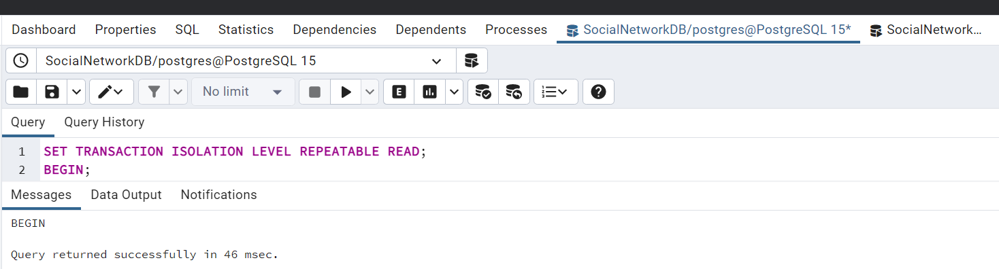 Dashboard Properties SQL Statistics Dependencies Dependents Processes SocialNetworkDB/postgres@PostgreSQL 15* SocialNetwork...
SocialNetworkDB/postgres@PostgreSQL 15
No limit E ?
Query Query History
1 SET TRANSACTION ISOLATION LEVEL REPEATABLE READ;
2 BEGIN;
Messages Data Output Notifications
BEGIN
Query returned successfully in 46 msec.